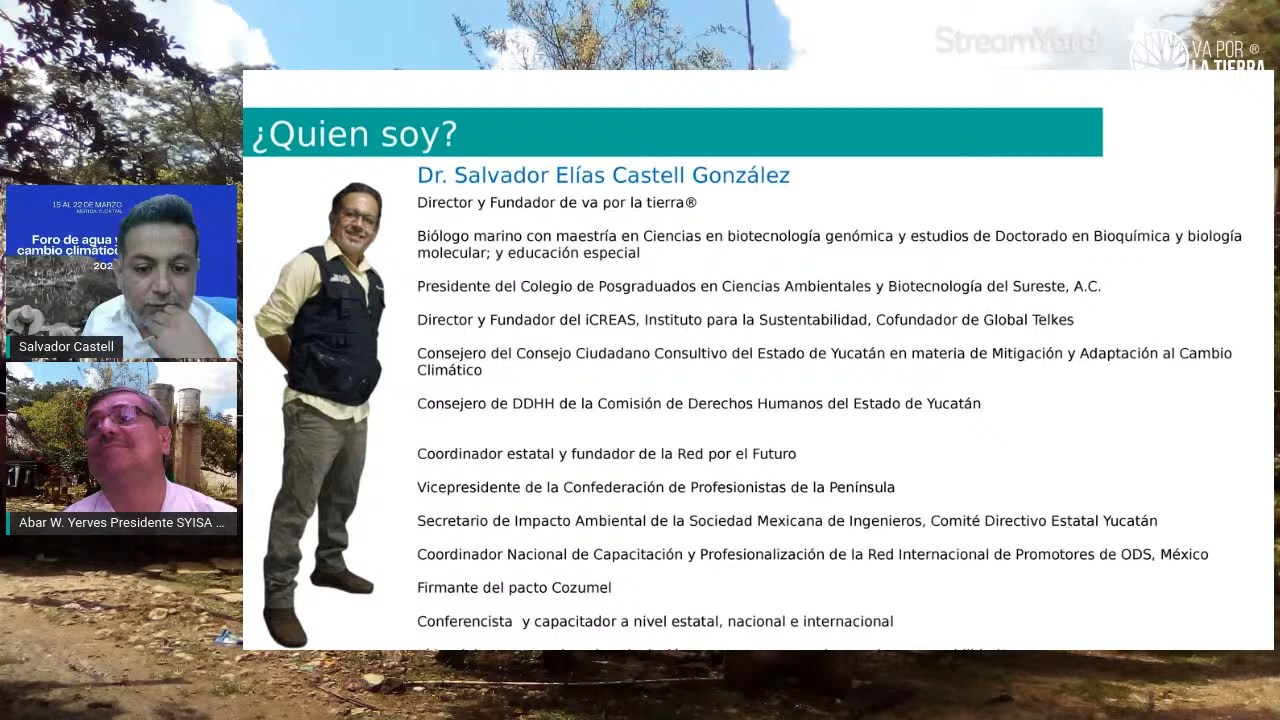 StreamYard
VA POR ®
LA TIERRA
¿Quien soy?
Dr. Salvador Elías Castell González
Director y Fundador de va por la tierra®
Biólogo marino con maestría en Ciencias en biotecnología genómica y estudios de Doctorado en Bioquímica y biología
molecular; y educación especial
Presidente del Colegio de Posgraduados en Ciencias Ambientales y Biotecnología del Sureste, A.C.
Director y Fundador del iCREAS, Instituto para la Sustentabilidad, Cofundador de Global Telkes
Consejero del Consejo Ciudadano Consultivo del Estado de Yucatán en materia de Mitigación y Adaptación al Cambio
Climático
Consejero de DDHH de la Comisión de Derechos Humanos del Estado de Yucatán
Coordinador estatal y fundador de la Red por el Futuro
Vicepresidente de la Confederación de Profesionistas de la Península
Secretario de Impacto Ambiental de la Sociedad Mexicana de Ingenieros, Comité Directivo Estatal Yucatán
Coordinador Nacional de Capacitación y Profesionalización de la Red Internacional de Promotores de ODS, México
Firmante del pacto Cozumel
Conferencista y capacitador a nivel estatal, nacional e internacional
15 AL 22 DE MARZO
MERIDA YUCATAN
Foro de agua y
cambio climático
202
Salvador Castell
Abar W. Yerves Presidente SYISA ...